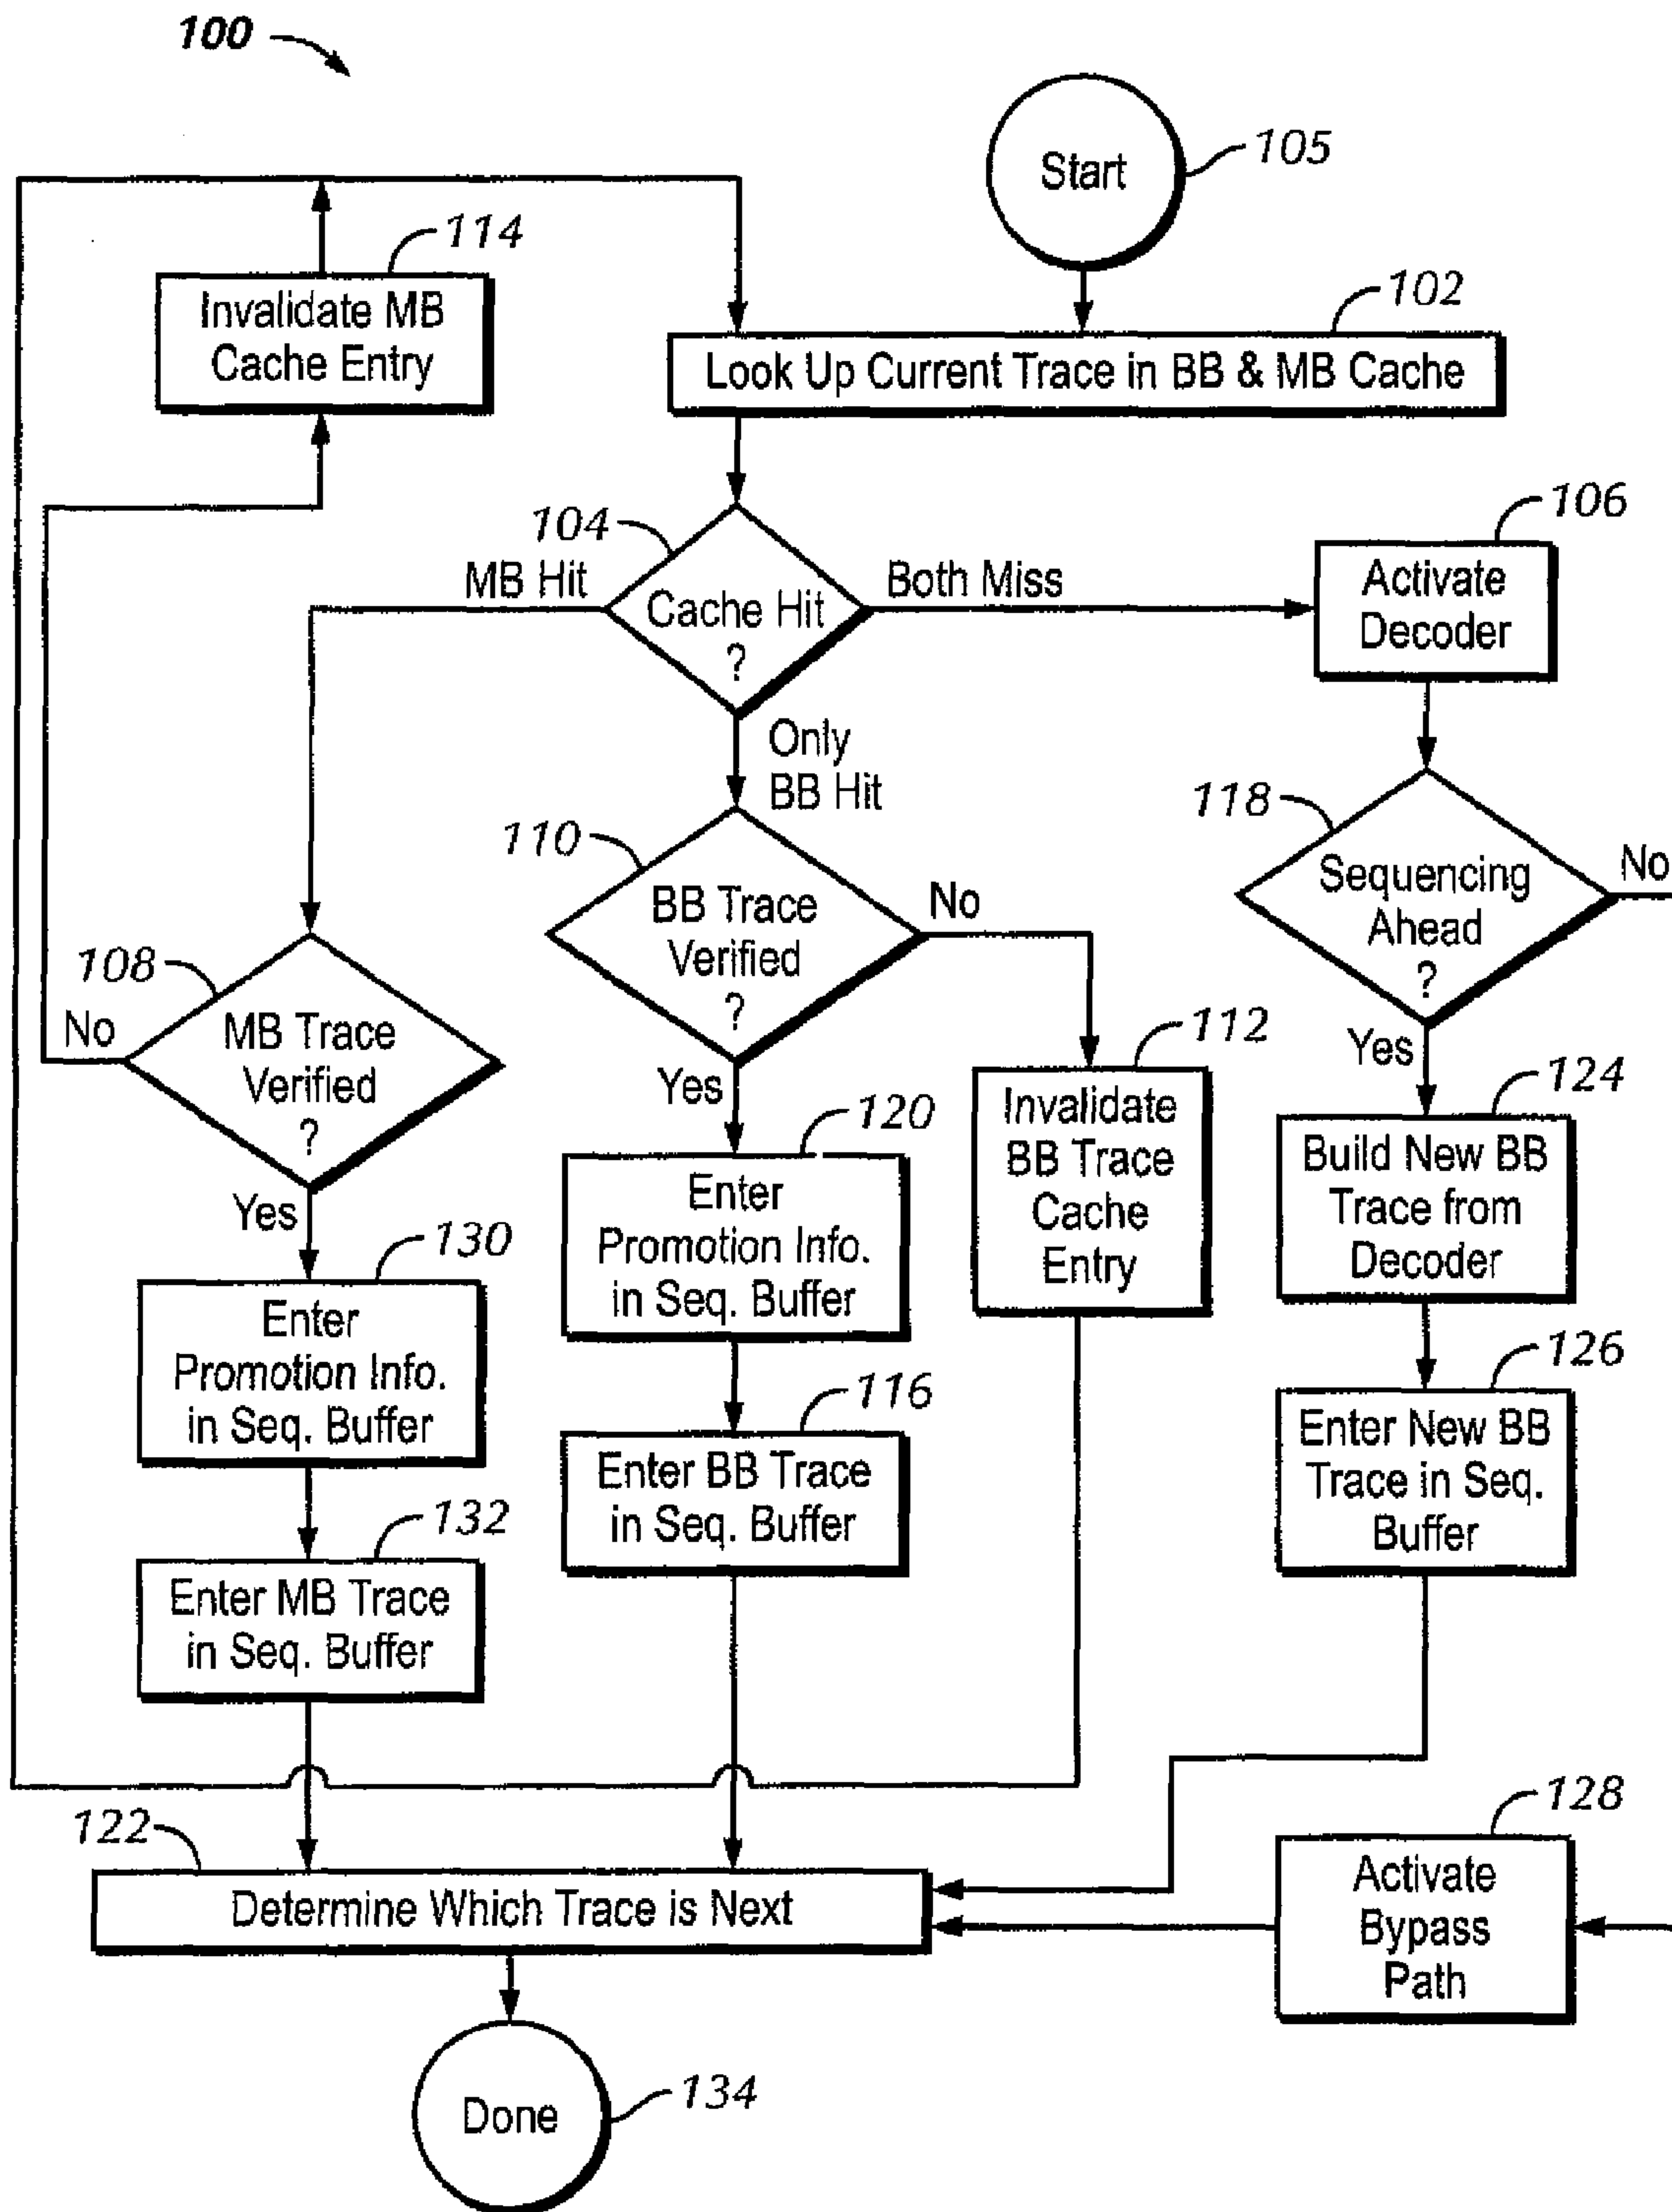 100
Start
105
114
Invalidate MB
Cache Entry
102
Look Up Current Trace in BB & MB Cache
104
MB Hit
Cache Hit
?
Both Miss
106
Activate
Decoder
Only
BB Hit
110
BB Trace
Verified
?
No
118
Sequencing
Ahead
?
No
108
No
MB Trace
Verified
?
Yes
Yes
112
Invalidate
BB Trace
Cache
Entry
Yes
124
Build New BB
Trace from
Decoder
120
Enter
Promotion Info.
in Seq. Buffer
130
Enter
Promotion Info.
in Seq. Buffer
116
Enter BB Trace
in Seq. Buffer
126
Enter New BB
Trace in Seq.
Buffer
132
Enter MB Trace
in Seq. Buffer
122
Determine Which Trace is Next
128
Activate
Bypass
Path
Done
134